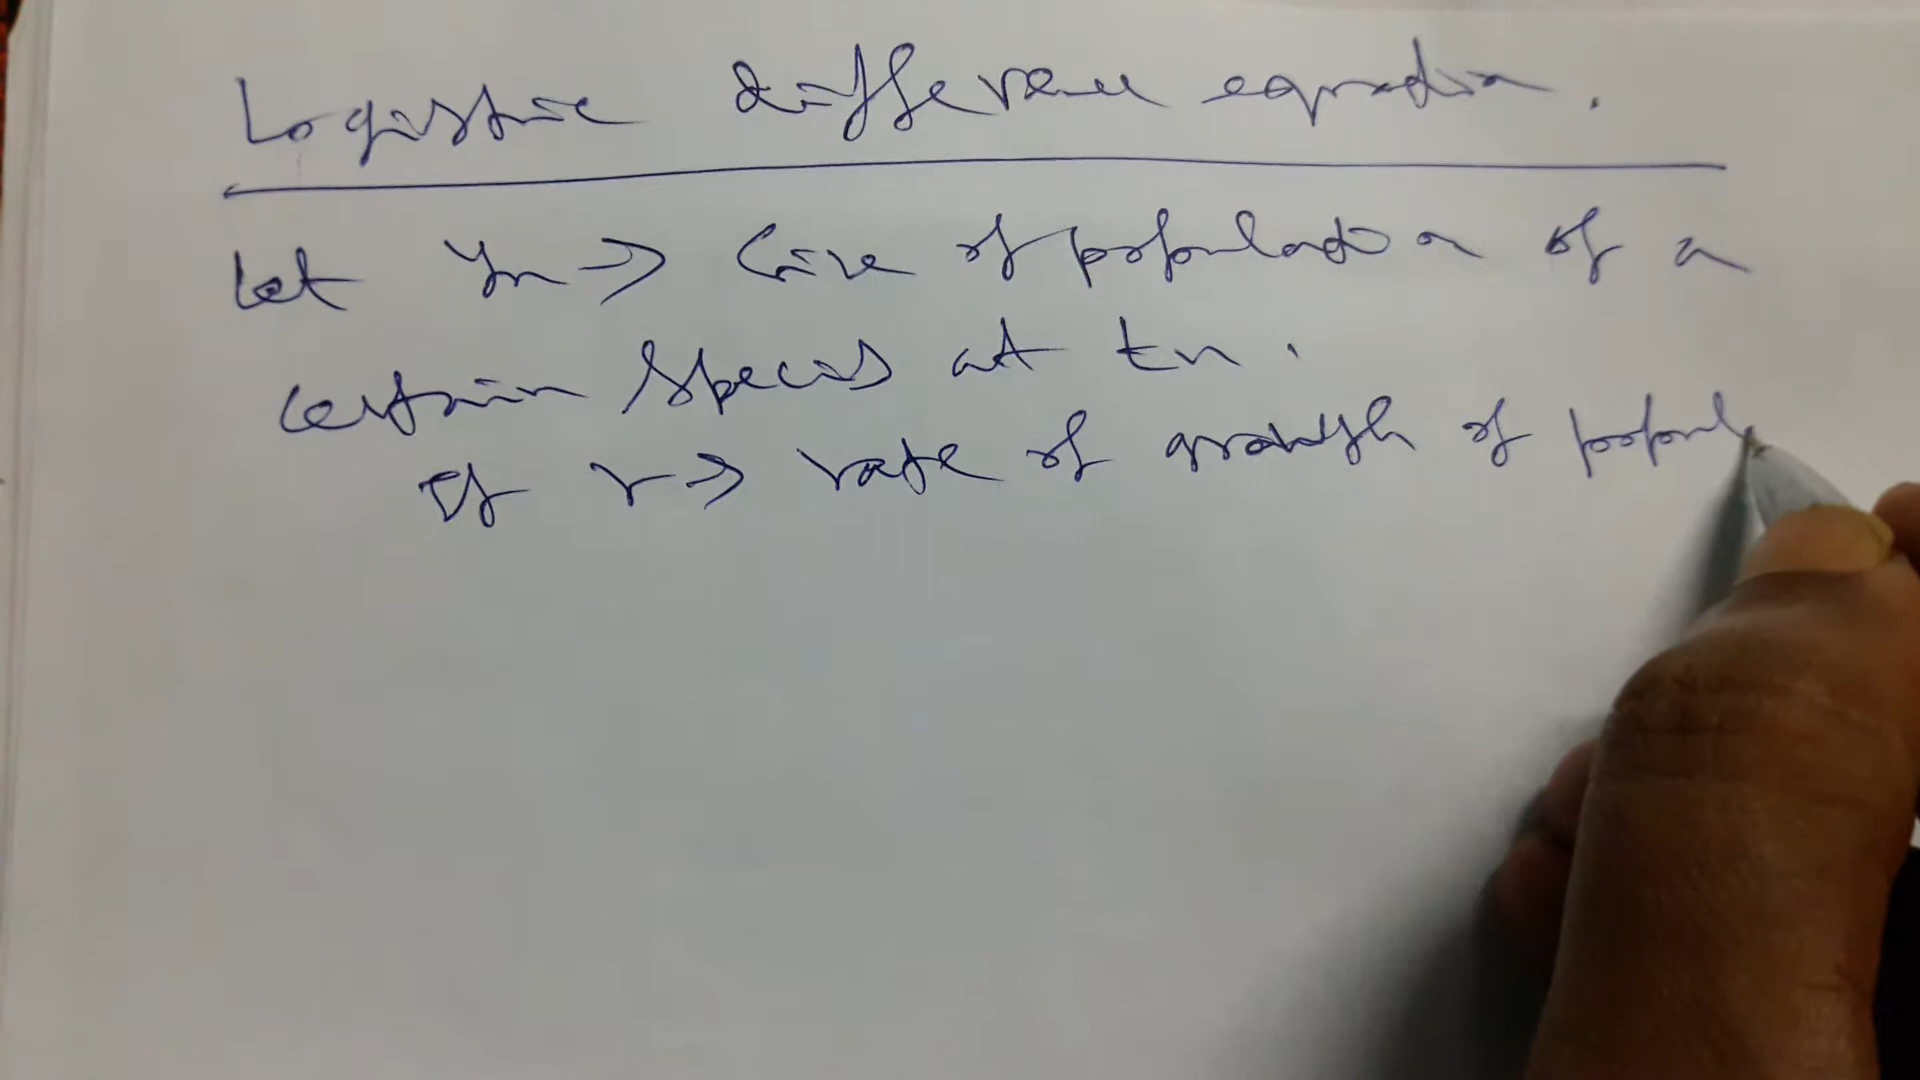 Logistic difference equation.
Let yn ⇒ size of population of a
certain species at tn.
If r → rate of growth of popul